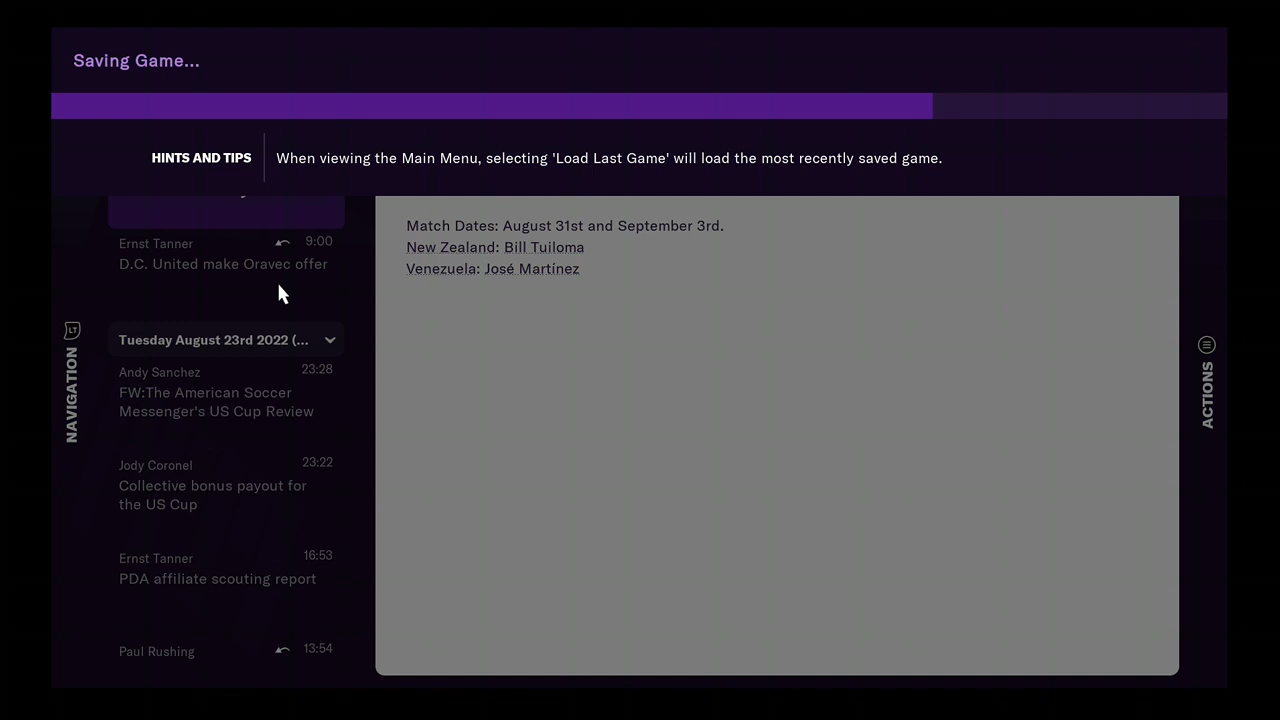 Saving Game...
HINTS AND TIPS
When viewing the Main Menu, selecting 'Load Last Game' will load the most recently saved game.
Ernst Tanner 9:00
D.C. United make Oravec offer
Tuesday August 23rd 2022 (...
Andy Sanchez 23:28
FW:The American Soccer
Messenger's US Cup Review
Jody Coronel 23:22
Collective bonus payout for
the US Cup
Ernst Tanner 16:53
PDA affiliate scouting report
Paul Rushing 13:54
Match Dates: August 31st and September 3rd.
New Zealand: Bill Tuiloma
Venezuela: José Martínez
NAVIGATION LT
ACTIONS